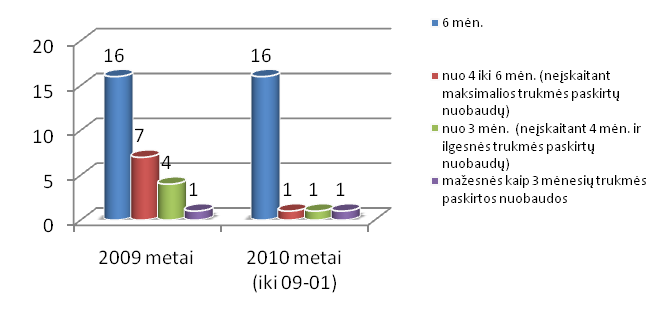 20
15
10
5
0
16
7
4
1
16
1
1
1
2009 metai
2010 metai
(iki 09-01)
6 mėn.
nuo 4 iki 6 mėn. (neįskaitant
maksimalios trukmės paskirtų
nuobaudų)
nuo 3 mėn. (neįskaitant 4 mėn. ir
ilgesnės trukmės paskirtų
nuobaudų)
mažesnės kaip 3 mėnesių trukmės
paskirtos nuobaudos